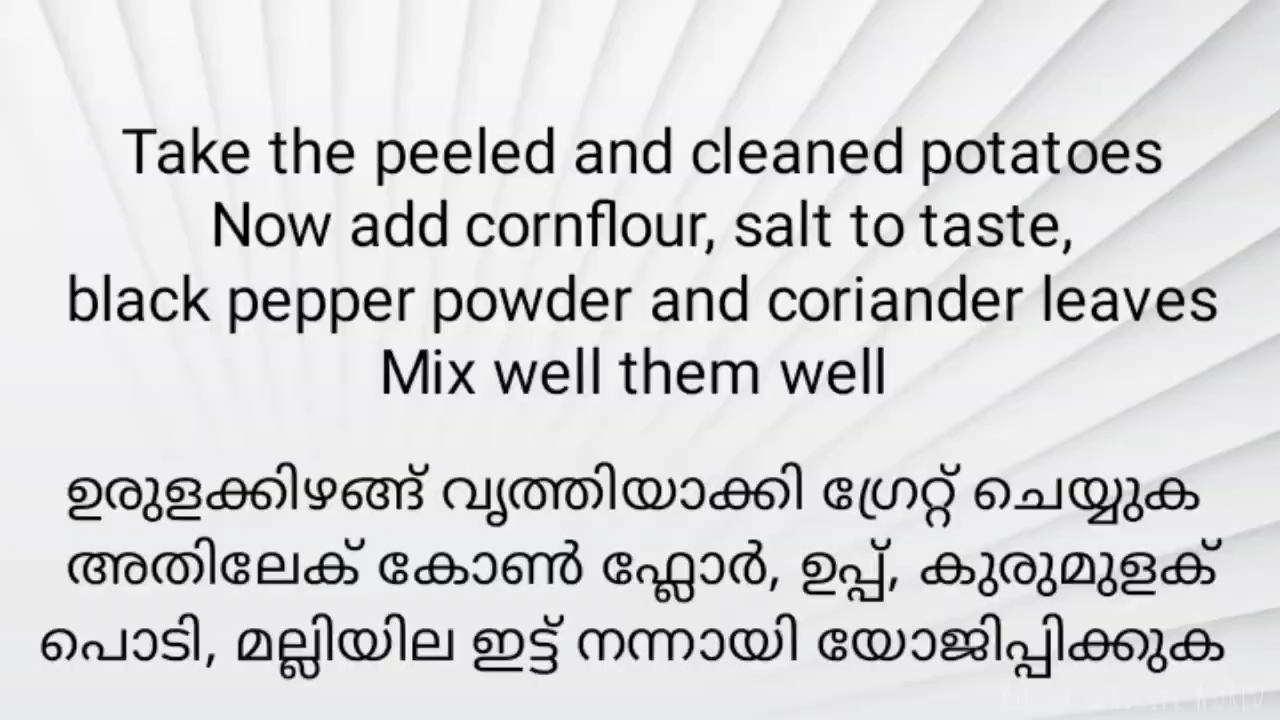 Take the peeled and cleaned potatoes
Now add cornflour, salt to taste,
black pepper powder and coriander leaves
Mix well them well
ഉരുളക്കിഴങ്ങ് വൃത്തിയാക്കി ഗ്രേറ്റ് ചെയ്യുക
അതിലേക് കോൺ ഫ്ലോർ, ഉപ്പ്, കുരുമുളക്
പൊടി, മല്ലിയില ഇട്ട് നന്നായി യോജിപ്പിക്കുക